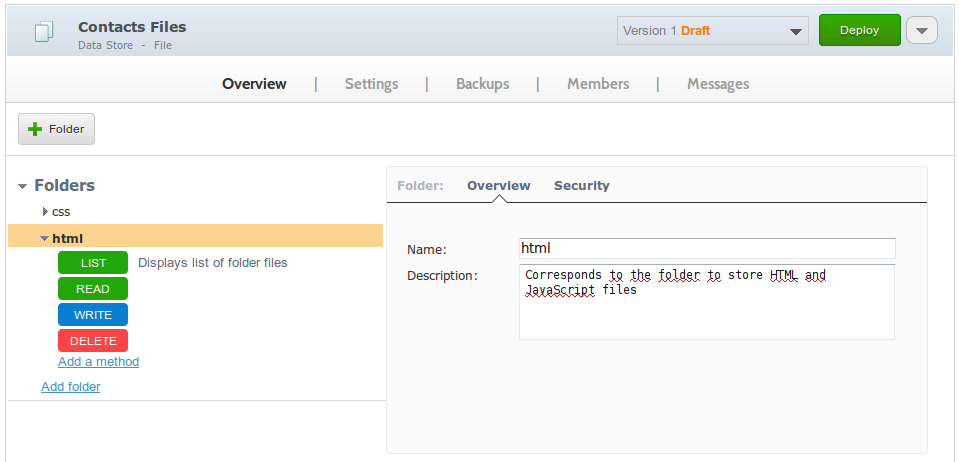 Contacts Files
Data Store - File
Version 1 Draft
Deploy
Overview | Settings | Backups | Members | Messages
Folder
Folders
css
html
LIST Displays list of folder files
READ
WRITE
DELETE
Add a method
Add folder
Folder: Overview Security
Name: html
Description: Corresponds to the folder to store HTML and
JavaScript files